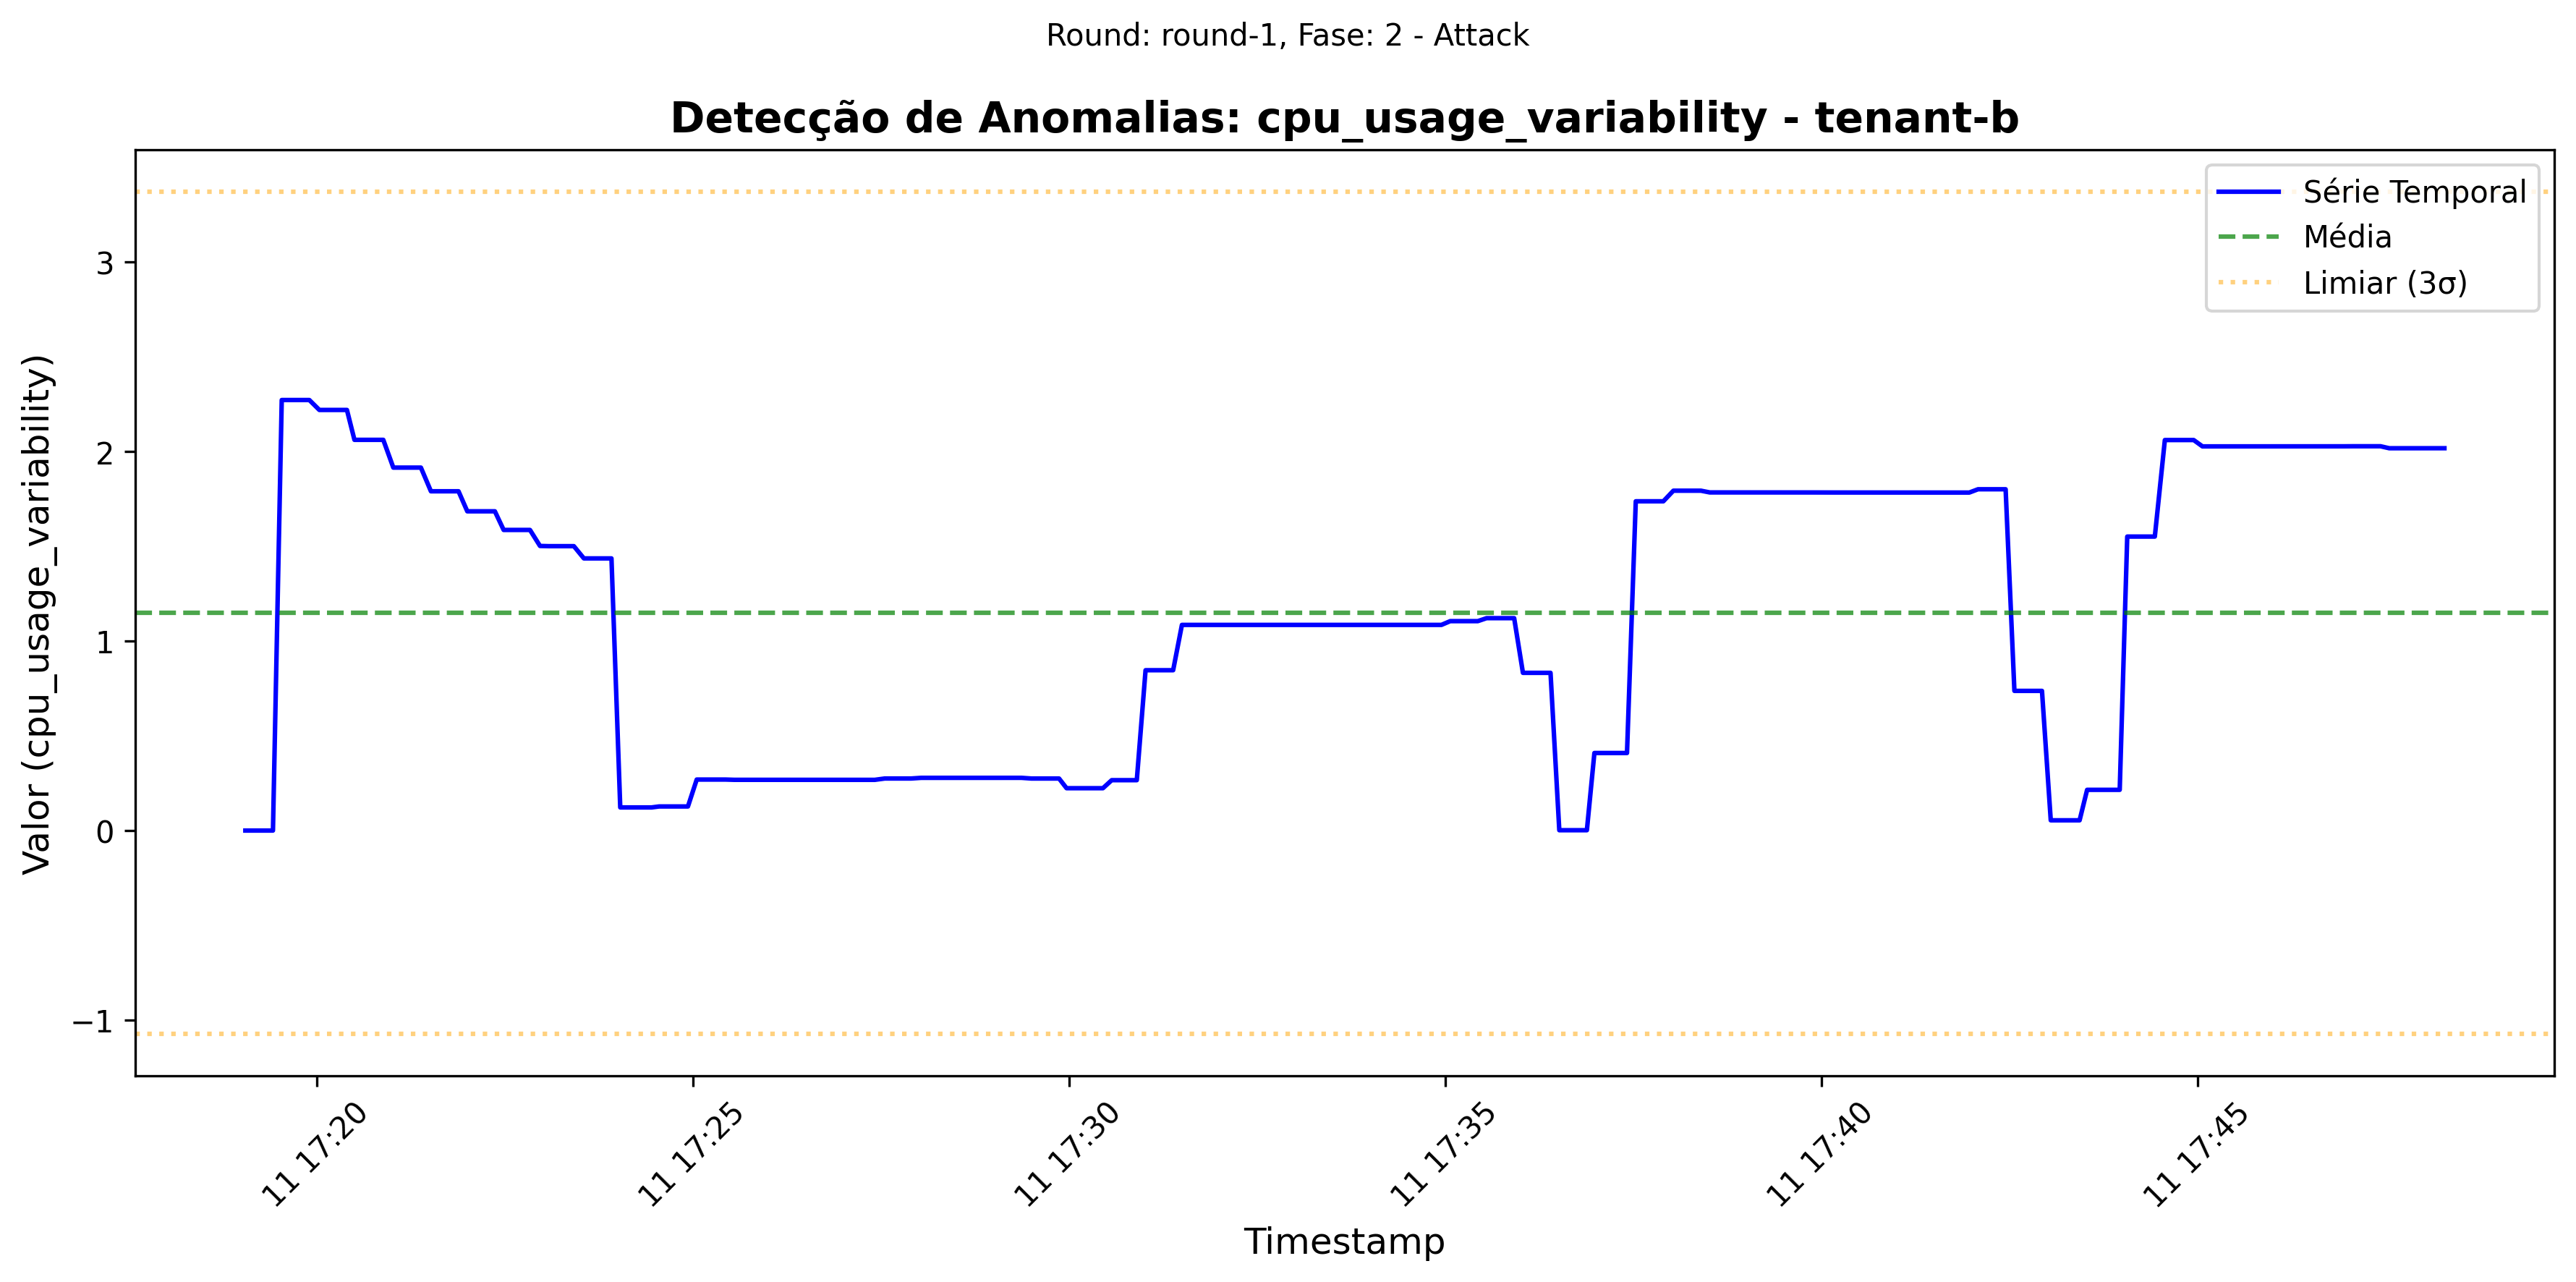 Round: round-1, Fase: 2 - Attack
Detecção de Anomalias: cpu_usage_variability - tenant-b
Série Temporal
Média
Limiar (3σ)
Valor (cpu_usage_variability)
3
2
1
0
−1
11 17:20
11 17:25
11 17:30
11 17:35
11 17:40
11 17:45
Timestamp